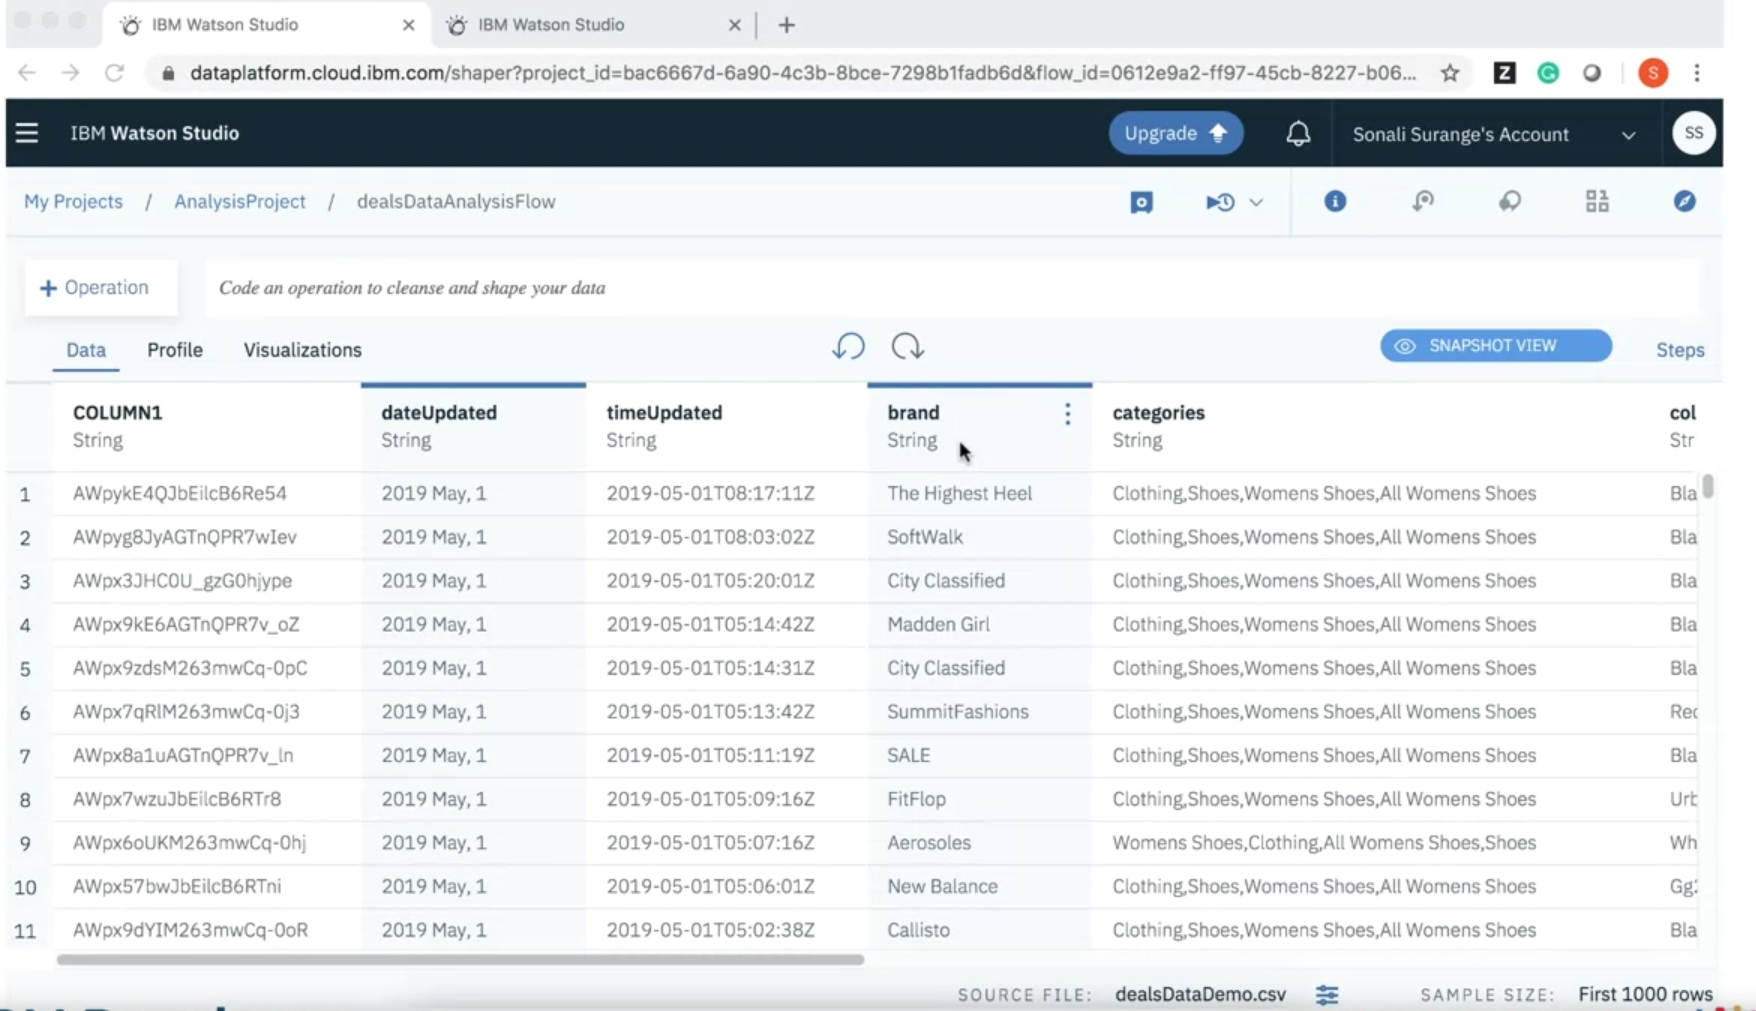 IBM Watson Studio
IBM Watson Studio
dataplatform.cloud.ibm.com/shaper?project_id=bac6667d-6a90-4c3b-8bce-7298b1fadb6d&flow_id=0612e9a2-ff97-45cb-8227-b06...
Z
G
S
IBM Watson Studio
Upgrade
Sonali Surange's Account
SS
My Projects / AnalysisProject / dealsDataAnalysisFlow
+ Operation
Code an operation to cleanse and shape your data
Data Profile Visualizations
SNAPSHOT VIEW
Steps
COLUMN1 dateUpdated timeUpdated brand categories col
String String String String String Str
1 AWpykE4QJbEilcB6Re54 2019 May, 1 2019-05-01T08:17:11Z The Highest Heel Clothing,Shoes,Womens Shoes,All Womens Shoes Bla
2 AWpyg8JyAGTnQPR7wIev 2019 May, 1 2019-05-01T08:03:02Z SoftWalk Clothing,Shoes,Womens Shoes,All Womens Shoes Bla
3 AWpx3JHC0U_gzG0hjype 2019 May, 1 2019-05-01T05:20:01Z City Classified Clothing,Shoes,Womens Shoes,All Womens Shoes Bla
4 AWpx9kE6AGTnQPR7v_oZ 2019 May, 1 2019-05-01T05:14:42Z Madden Girl Clothing,Shoes,Womens Shoes,All Womens Shoes Bla
5 AWpx9zdsM263mwCq-0pC 2019 May, 1 2019-05-01T05:14:31Z City Classified Clothing,Shoes,Womens Shoes,All Womens Shoes Bla
6 AWpx7qRlM263mwCq-0j3 2019 May, 1 2019-05-01T05:13:42Z SummitFashions Clothing,Shoes,Womens Shoes,All Womens Shoes Rec
7 AWpx8a1uAGTnQPR7v_ln 2019 May, 1 2019-05-01T05:11:19Z SALE Clothing,Shoes,Womens Shoes,All Womens Shoes Bla
8 AWpx7wzuJbEilcB6RTr8 2019 May, 1 2019-05-01T05:09:16Z FitFlop Clothing,Shoes,Womens Shoes,All Womens Shoes Urb
9 AWpx6oUKM263mwCq-0hj 2019 May, 1 2019-05-01T05:07:16Z Aerosoles Womens Shoes,Clothing,All Womens Shoes,Shoes Wh
10 AWpx57bwJbEilcB6RTni 2019 May, 1 2019-05-01T05:06:01Z New Balance Clothing,Shoes,Womens Shoes,All Womens Shoes Gg
11 AWpx9dYIM263mwCq-0oR 2019 May, 1 2019-05-01T05:02:38Z Callisto Clothing,Shoes,Womens Shoes,All Womens Shoes Bla
SOURCE FILE: dealsDataDemo.csv SAMPLE SIZE: First 1000 rows